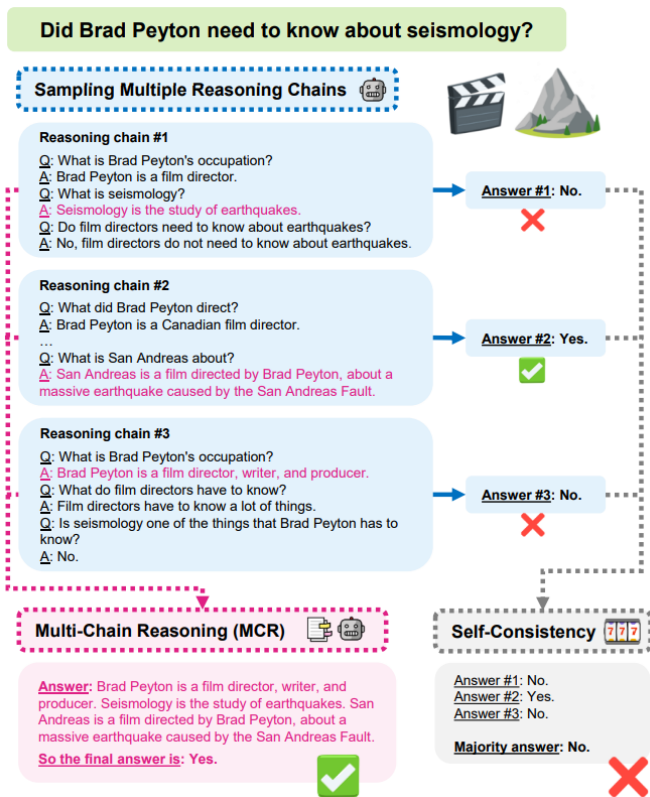 Did Brad Peyton need to know about seismology?
Sampling Multiple Reasoning Chains
Reasoning chain #1
Q: What is Brad Peyton's occupation?
A: Brad Peyton is a film director.
Q: What is seismology?
A: Seismology is the study of earthquakes.
Q: Do film directors need to know about earthquakes?
A: No, film directors do not need to know about earthquakes.
Answer #1: No.
Reasoning chain #2
Q: What did Brad Peyton direct?
A: Brad Peyton is a Canadian film director.
...
Q: What is San Andreas about?
A: San Andreas is a film directed by Brad Peyton, about a
massive earthquake caused by the San Andreas Fault.
Answer #2: Yes.
Reasoning chain #3
Q: What is Brad Peyton's occupation?
A: Brad Peyton is a film director, writer, and producer.
Q: What do film directors have to know?
A: Film directors have to know a lot of things.
Q: Is seismology one of the things that Brad Peyton has to
know?
A: No.
Answer #3: No.
Multi-Chain Reasoning (MCR)
Answer: Brad Peyton is a film director, writer, and
producer. Seismology is the study of earthquakes. San
Andreas is a film directed by Brad Peyton, about a
massive earthquake caused by the San Andreas Fault.
So the final answer is: Yes.
Self-Consistency
777
Answer #1: No.
Answer #2: Yes.
Answer #3: No.
Majority answer: No.